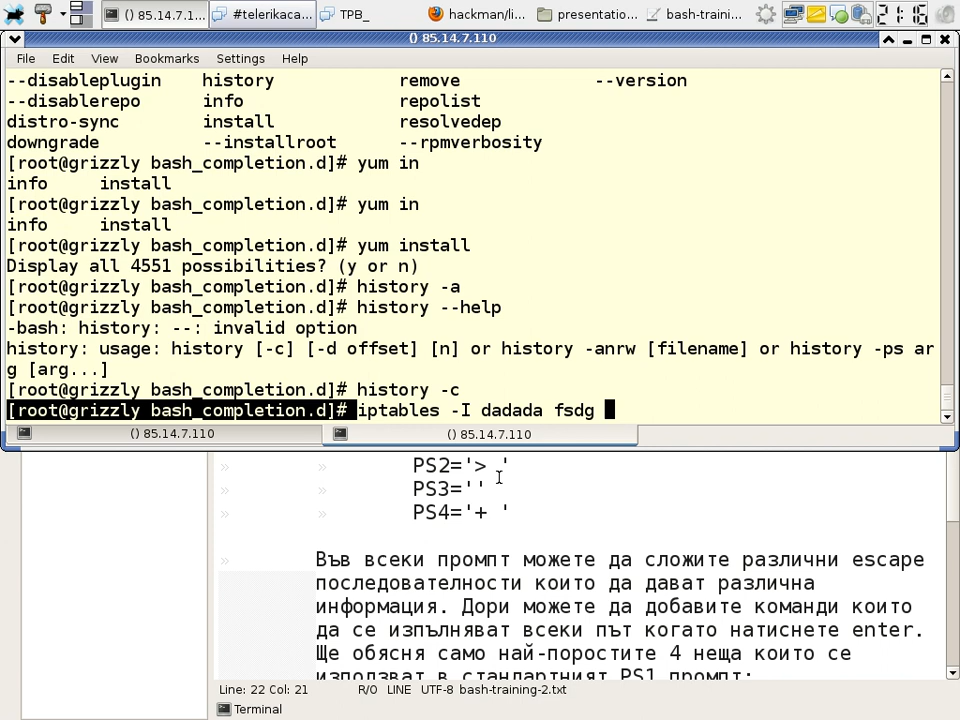 () 85.14.7.1...
#telerikaca...
TPB_
hackman/li...
presentatio...
bash-traini...
21:16
() 85.14.7.110
File Edit View Bookmarks Settings Help
--disableplugin history remove --version
--disablerepo info repolist
distro-sync install resolvedep
downgrade --installroot --rpmverbosity
[root@grizzly bash_completion.d]# yum in
info install
[root@grizzly bash_completion.d]# yum in
info install
[root@grizzly bash_completion.d]# yum install
Display all 4551 possibilities? (y or n)
[root@grizzly bash_completion.d]# history -a
[root@grizzly bash_completion.d]# history --help
-bash: history: --: invalid option
history: usage: history [-c] [-d offset] [n] or history -anrw [filename] or history -ps ar
g [arg...]
[root@grizzly bash_completion.d]# history -c
[root@grizzly bash_completion.d]# iptables -I dadada fsdg
() 85.14.7.110
() 85.14.7.110
» » PS2='> '
» » PS3=''
» » PS4='+ '
» Във всеки промпт можете да сложите различни escape
последователности които да дават различна
информация. Дори можете да добавите команди които
да се изпълняват всеки път когато натиснете enter.
Ще обясня само най-простите 4 неща които се
използват в стандартният PS1 промпт:
Line: 22 Col: 21 R/O LINE UTF-8 bash-training-2.txt
Terminal